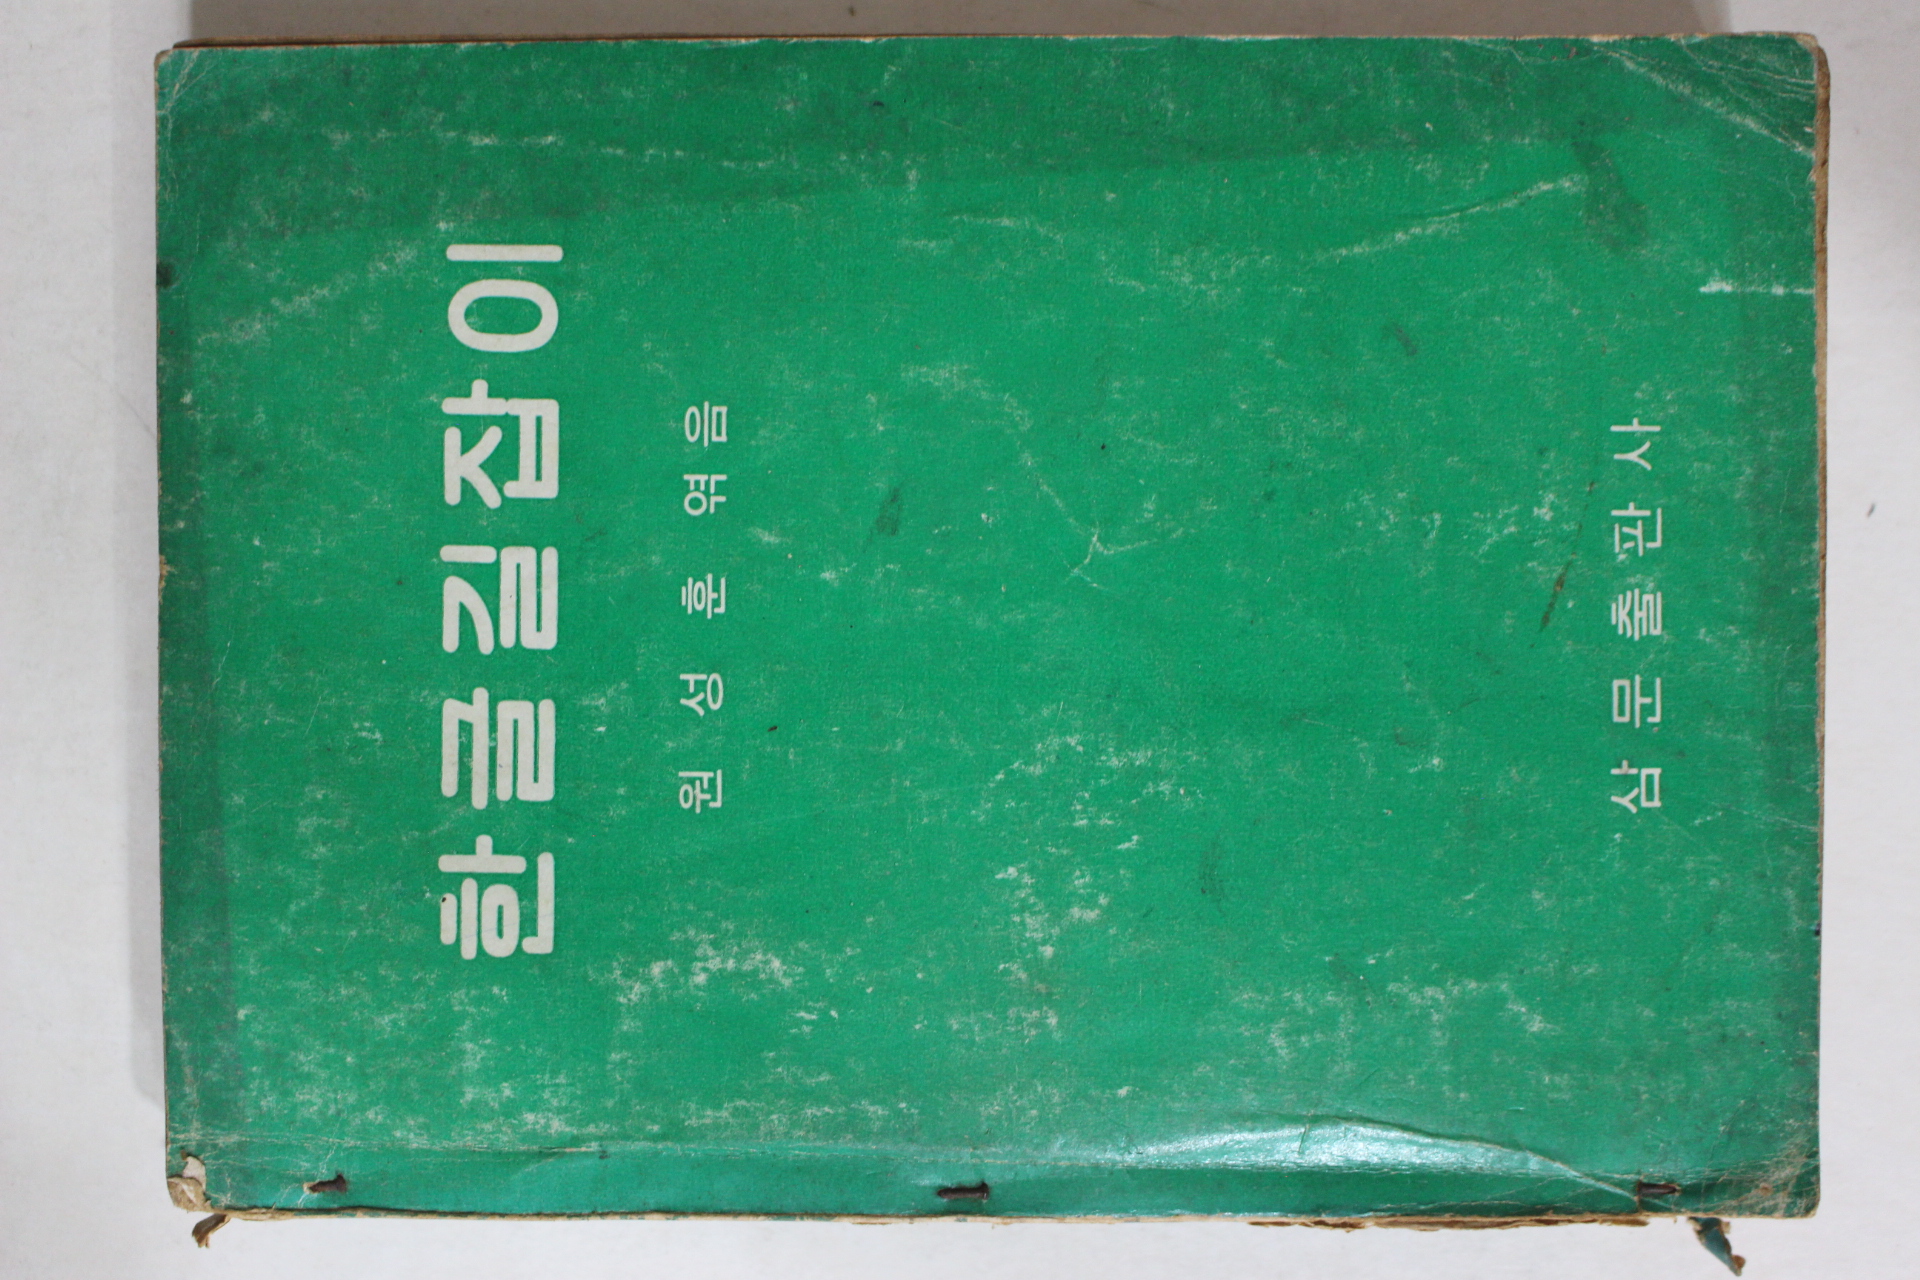 한글길잡이
원성훈 엮음
삼문출판사